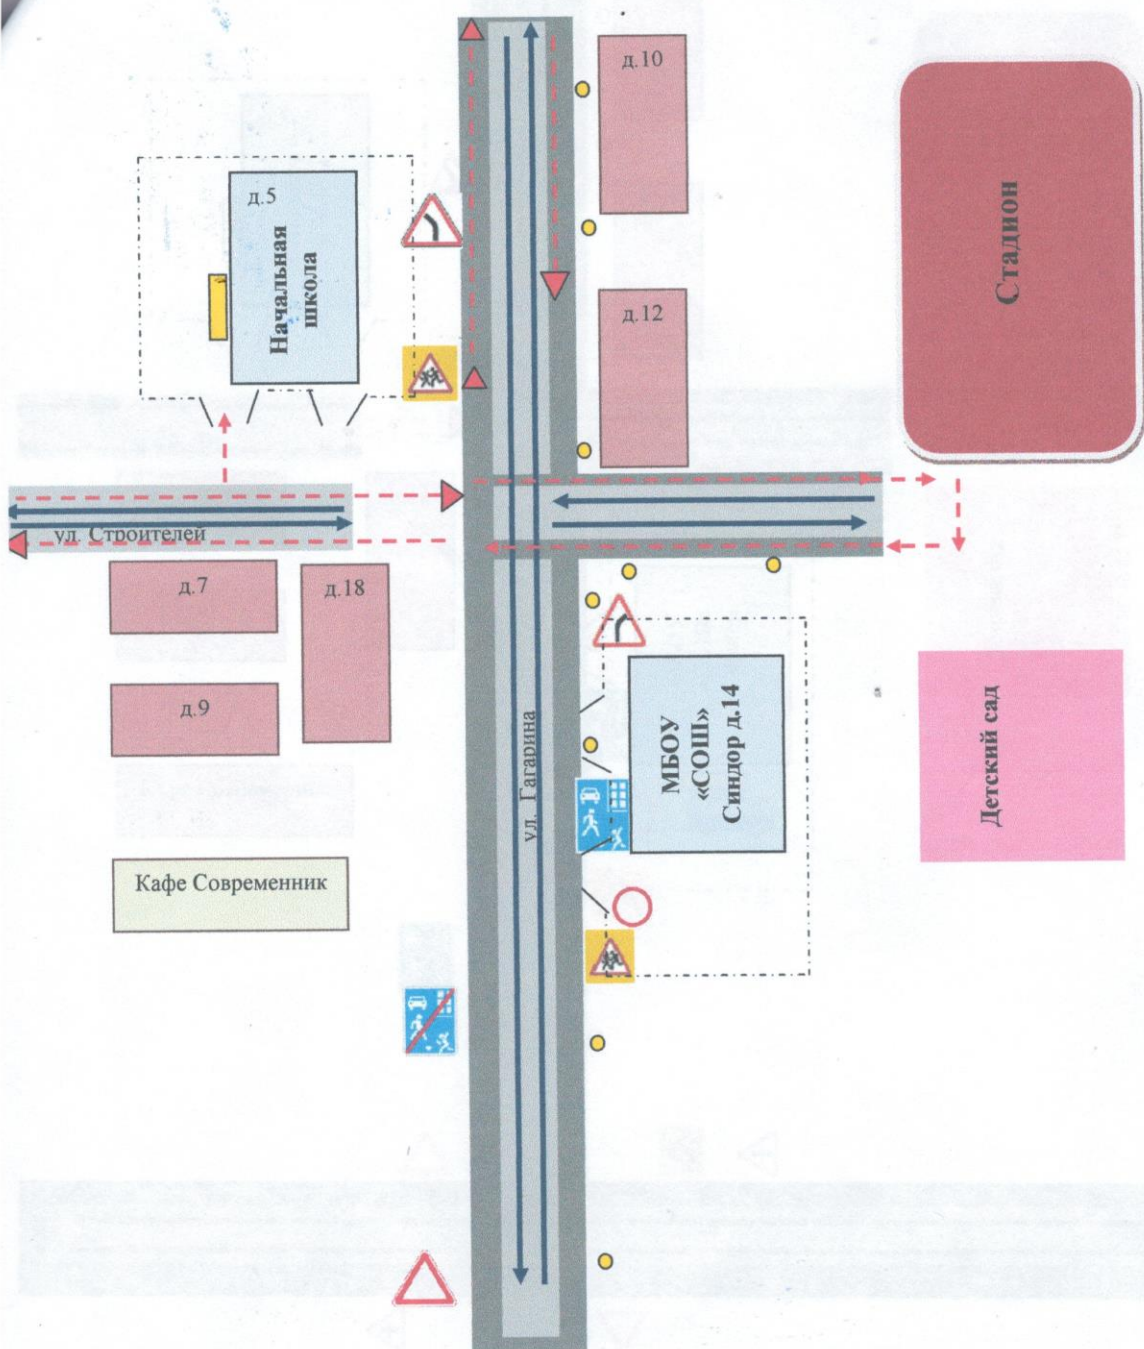 д.10
д.5
Начальная
школа
Стадион
д.12
ул. Строителей
д.7
д.18
д.9
ул. Гагарина
МБОУ
«СОШ»
Синдор д.14
Детский сад
Кафе Современник